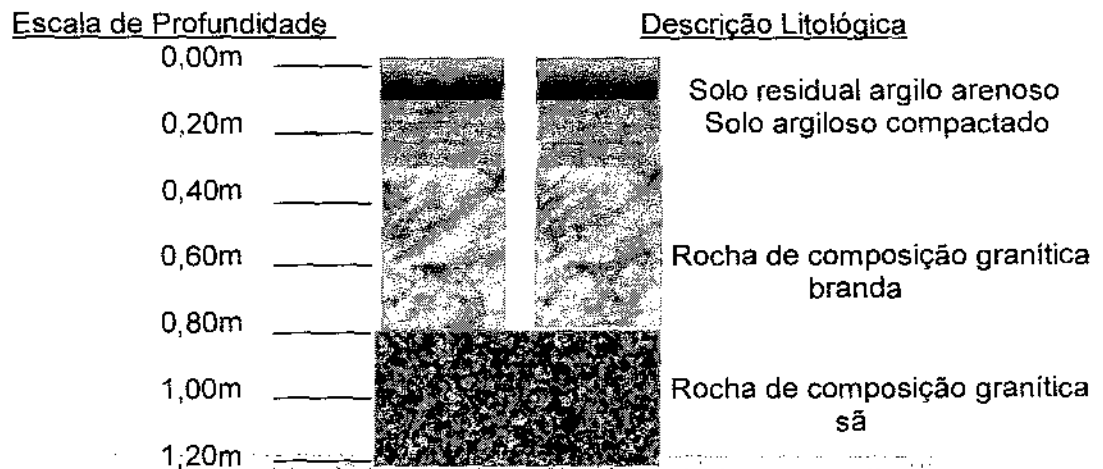 Escala de Profundidade
Descrição Litológica
0,00m
Solo residual argilo arenoso
0,20m
Solo argiloso compactado
0,40m
0,60m
Rocha de composição granítica
branda
0,80m
1,00m
Rocha de composição granítica
sã
1,20m